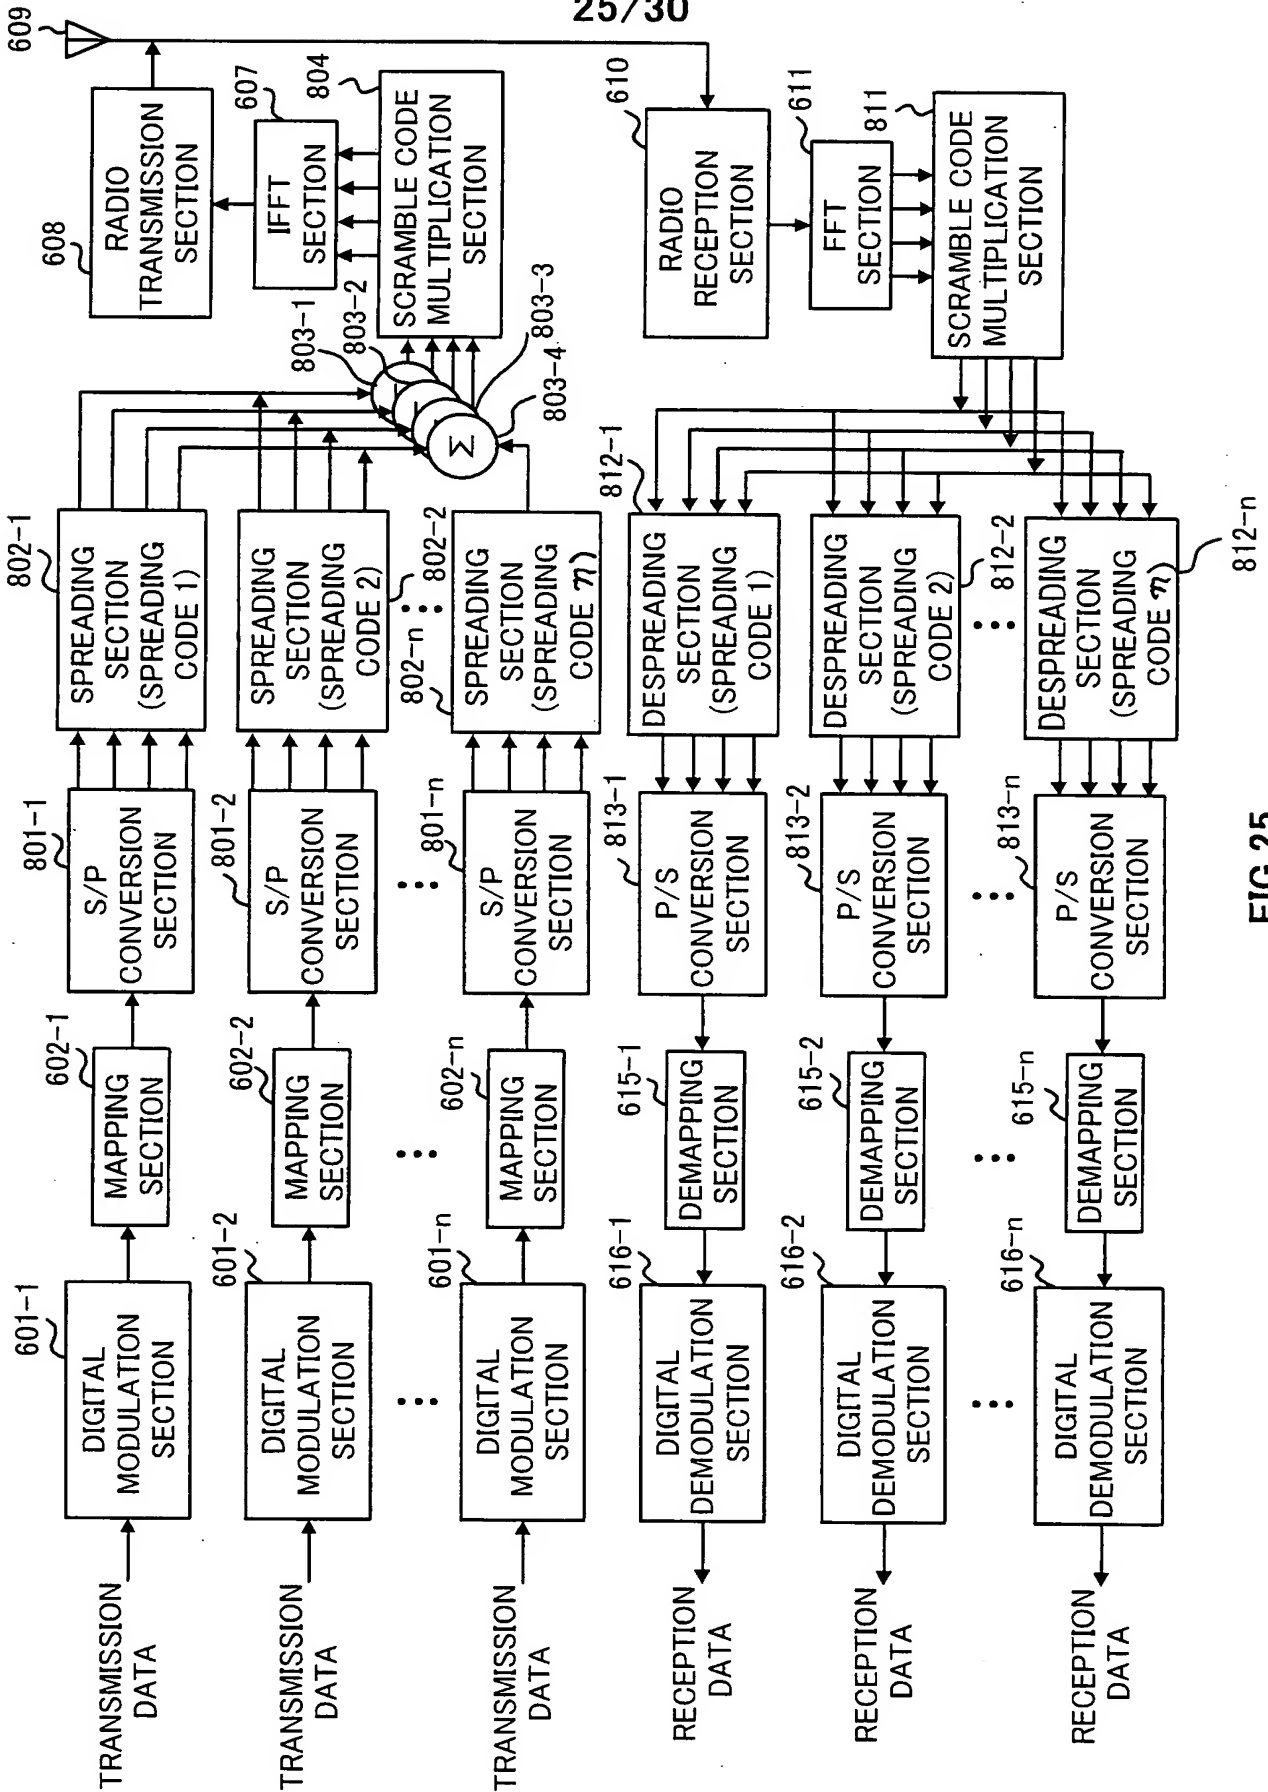 25/30
TRANSMISSION
DATA
601-1
DIGITAL
MODULATION
SECTION
602-1
MAPPING
SECTION
801-1
S/P
CONVERSION
SECTION
802-1
SPREADING
SECTION
(SPREADING
CODE 1)
TRANSMISSION
DATA
601-2
DIGITAL
MODULATION
SECTION
602-2
MAPPING
SECTION
801-2
S/P
CONVERSION
SECTION
802-2
SPREADING
SECTION
(SPREADING
CODE 2)
TRANSMISSION
DATA
601-n
DIGITAL
MODULATION
SECTION
602-n
MAPPING
SECTION
801-n
S/P
CONVERSION
SECTION
802-n
SPREADING
SECTION
(SPREADING
CODE n)
803-1
803-2
803-3
803-4
Σ
804
SCRAMBLE CODE
MULTIPLICATION
SECTION
607
IFFT
SECTION
608
RADIO
TRANSMISSION
SECTION
609
610
RADIO
RECEPTION
SECTION
611
FFT
SECTION
811
SCRAMBLE CODE
MULTIPLICATION
SECTION
812-1
DESPREADING
SECTION
(SPREADING
CODE 1)
813-1
P/S
CONVERSION
SECTION
615-1
DEMAPPING
SECTION
616-1
DIGITAL
DEMODULATION
SECTION
RECEPTION
DATA
812-2
DESPREADING
SECTION
(SPREADING
CODE 2)
813-2
P/S
CONVERSION
SECTION
615-2
DEMAPPING
SECTION
616-2
DIGITAL
DEMODULATION
SECTION
RECEPTION
DATA
812-n
DESPREADING
SECTION
(SPREADING
CODE n)
813-n
P/S
CONVERSION
SECTION
615-n
DEMAPPING
SECTION
616-n
DIGITAL
DEMODULATION
SECTION
RECEPTION
DATA
FIG.25